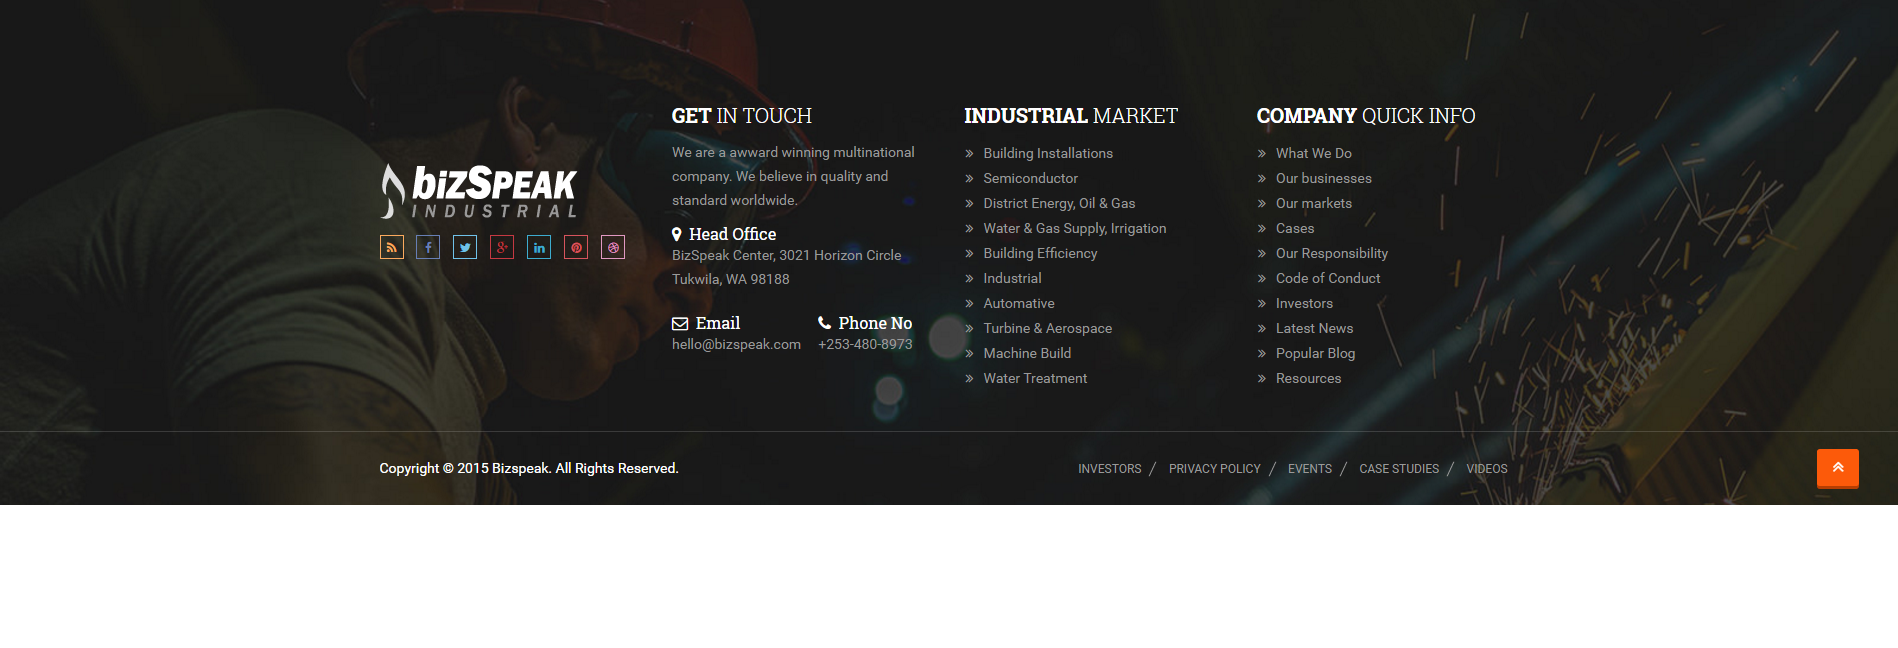 bizSpeak
INDUSTRIAL
GET IN TOUCH
We are a awward winning multinational
company. We believe in quality and
standard worldwide.
Head Office
BizSpeak Center, 3021 Horizon Circle
Tukwila, WA 98188
Email
hello@bizspeak.com
Phone No
+253-480-8973
INDUSTRIAL MARKET
Building Installations
Semiconductor
District Energy, Oil & Gas
Water & Gas Supply, Irrigation
Building Efficiency
Industrial
Automative
Turbine & Aerospace
Machine Build
Water Treatment
COMPANY QUICK INFO
What We Do
Our businesses
Our markets
Cases
Our Responsibility
Code of Conduct
Investors
Latest News
Popular Blog
Resources
Copyright © 2015 Bizspeak. All Rights Reserved.
INVESTORS / PRIVACY POLICY / EVENTS / CASE STUDIES / VIDEOS